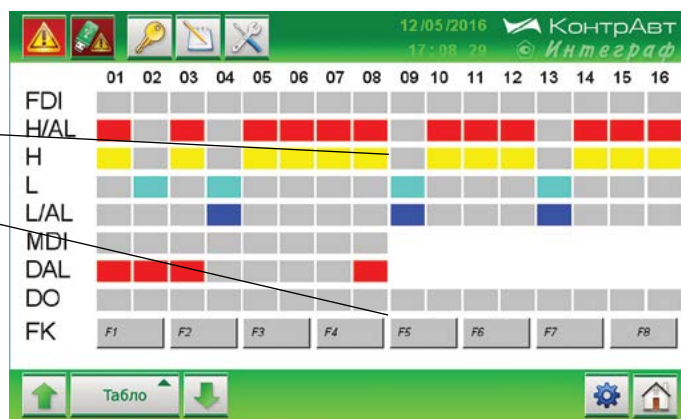 12/05/2016 КонтрАвт
17:08 29 © Интеграф
01 02 03 04 05 06 07 08 09 10 11 12 13 14 15 16
FDI
H/AL
H
L
L/AL
MDI
DAL
DO
FK F1 F2 F3 F4 F5 F6 F7 F8
Табло